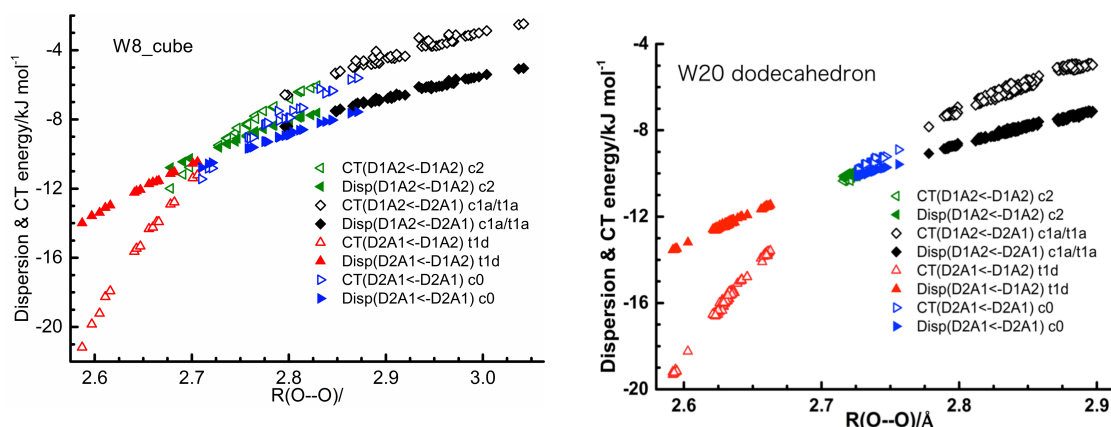 W8_cube
Dispersion & CT energy/kJ mol-1
-4
-6
-8
-11
-13
-16
-18
-21
CT(D1A2<-D1A2) c2
Disp(D1A2<-D1A2) c2
CT(D1A2<-D2A1) c1a/t1a
Disp(D1A2<-D2A1) c1a/t1a
CT(D2A1<-D1A2) t1d
Disp(D2A1<-D1A2) t1d
CT(D2A1<-D2A1) c0
Disp(D2A1<-D2A1) c0
2.6 2.7 2.8 2.9 3.0
R(O--O)/
W20 dodecahedron
Dispersion & CT energy/kJ mol-1
-4
-8
-12
-16
-20
CT(D1A2<-D1A2) c2
Disp(D1A2<-D1A2) c2
CT(D1A2<-D2A1) c1a/t1a
Disp(D1A2<-D2A1) c1a/t1a
CT(D2A1<-D1A2) t1d
Disp(D2A1<-D1A2) t1d
CT(D2A1<-D2A1) c0
Disp(D2A1<-D2A1) c0
2.6 2.7 2.8 2.9
R(O--O)/Å